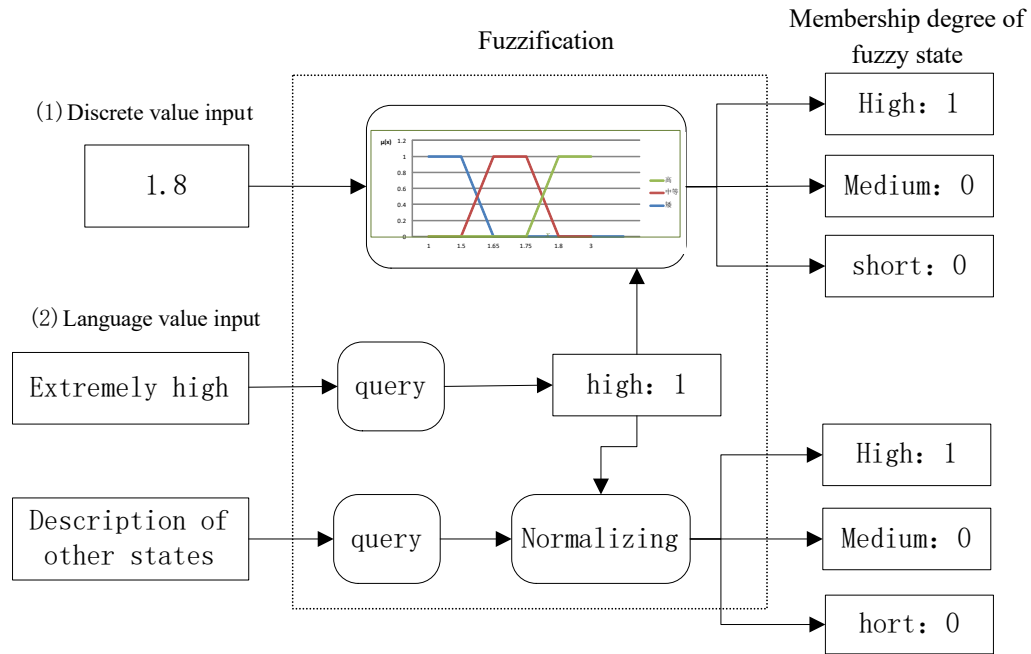 Membership degree of
fuzzy state
Fuzzification
(1) Discrete value input
1.8
μ(x)
1.2
1
0.8
0.6
0.4
0.2
0
1
1.5
1.65
1.75
1.8
3
高
中等
矮
High: 1
Medium: 0
short: 0
(2) Language value input
Extremely high
query
high: 1
Description of
other states
query
Normalizing
High: 1
Medium: 0
hort: 0